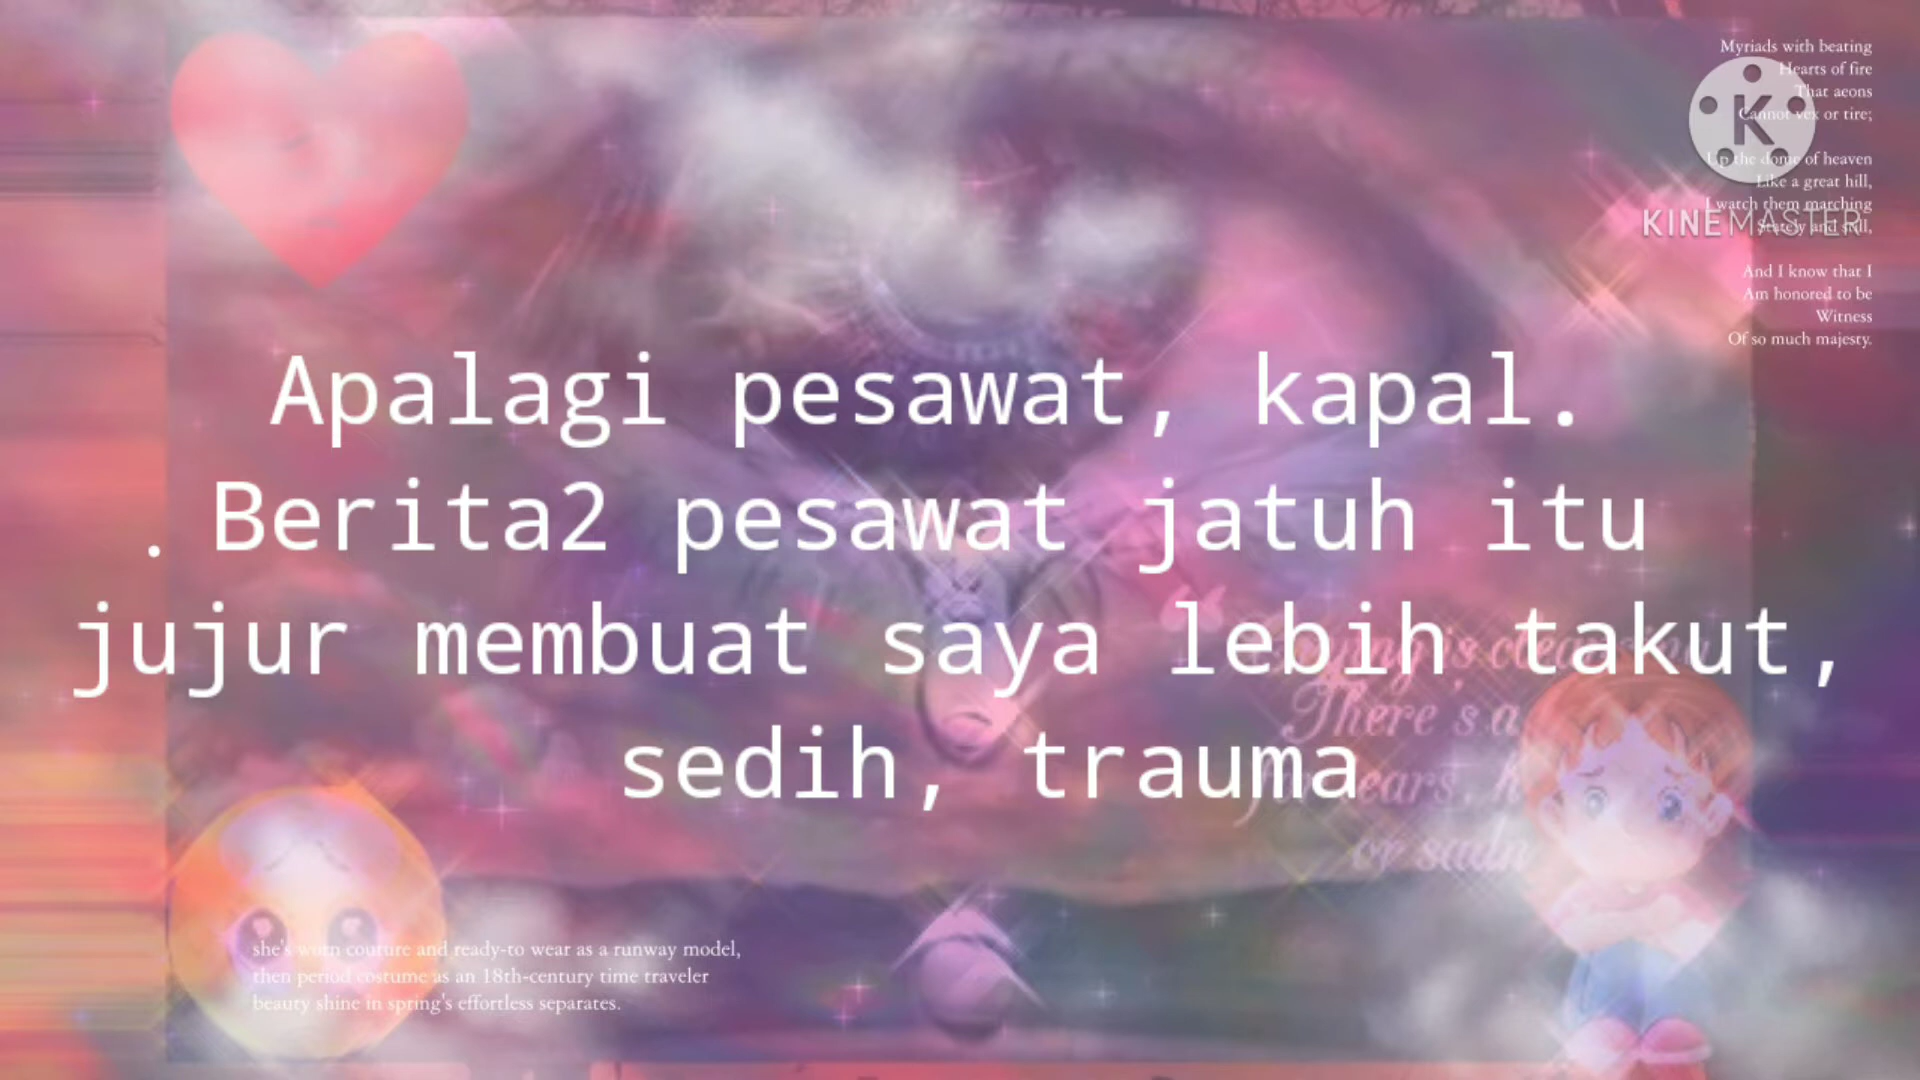 Myriads with beating
Hearts of fire
That aeons
Cannot vex or tire;
Up the dome of heaven
Like a great hill,
I watch them marching
Stately and still,
And I know that I
Am honored to be
Witness
Of so much majesty.
K
KINEMASTER
Apalagi pesawat, kapal.
. Berita2 pesawat jatuh itu
jujur membuat saya lebih takut,
sedih, trauma
There's a
or
she's worn couture and ready-to wear as a runway model,
then period costume as an 18th-century time traveler
beauty shine in spring's effortless separates.